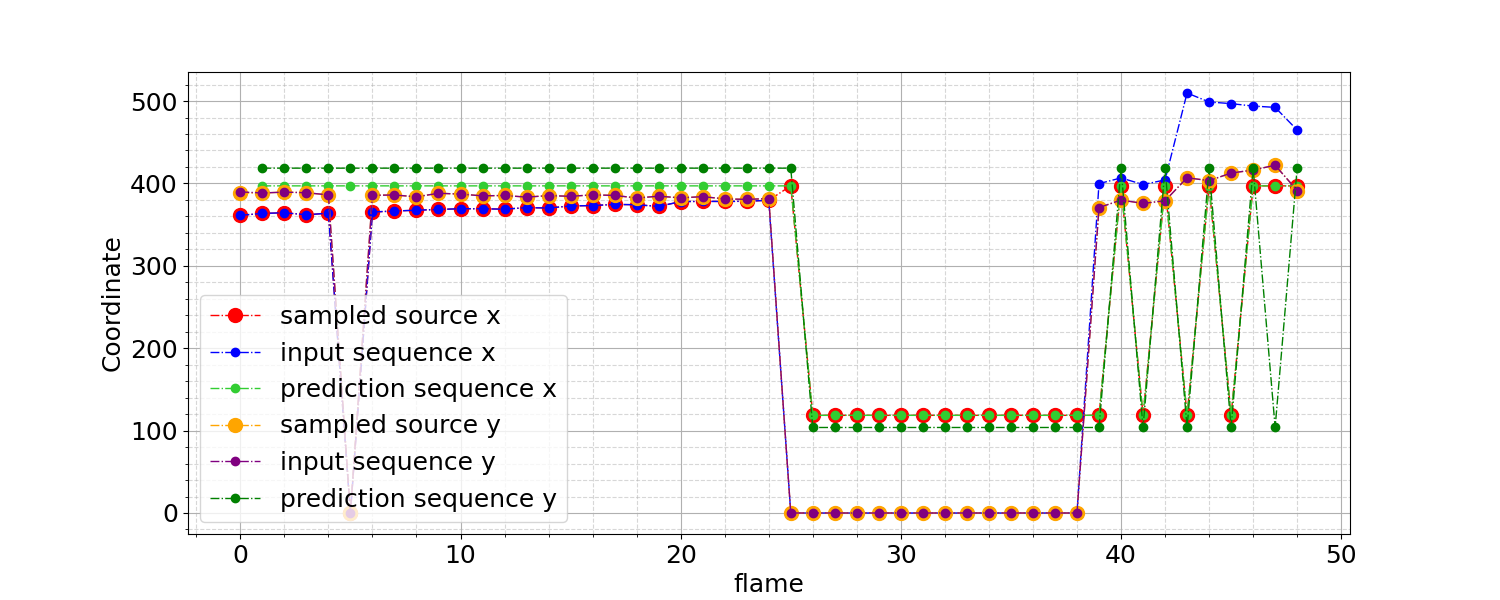 500
400
300
200
100
0
Coordinate
sampled source x
input sequence x
prediction sequence x
sampled source y
input sequence y
prediction sequence y
0 10 20 30 40 50
flame